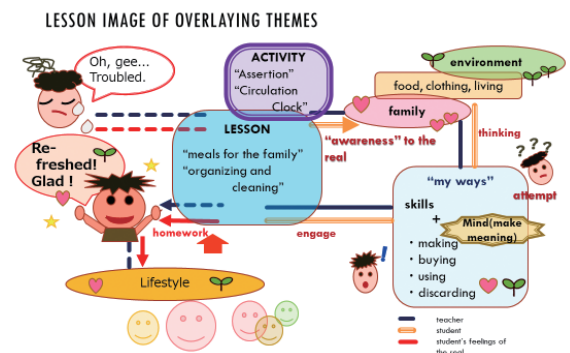 LESSON IMAGE OF OVERLAYING THEMES
Oh, gee...
Troubled.
ACTIVITY
“Assertion”
“Circulation
Clock”
environment
food, clothing, living
family
LESSON
“meals for the family”
“organizing and
cleaning”
“awareness” to the
real
thinking
Re-
freshed!
Glad !
???
attempt
“my ways”
skills
+
Mind(make
meaning)
・ making
・ buying
・ using
・ discarding
homework
engage
!
Lifestyle
teacher
student
student's feelings of
the real